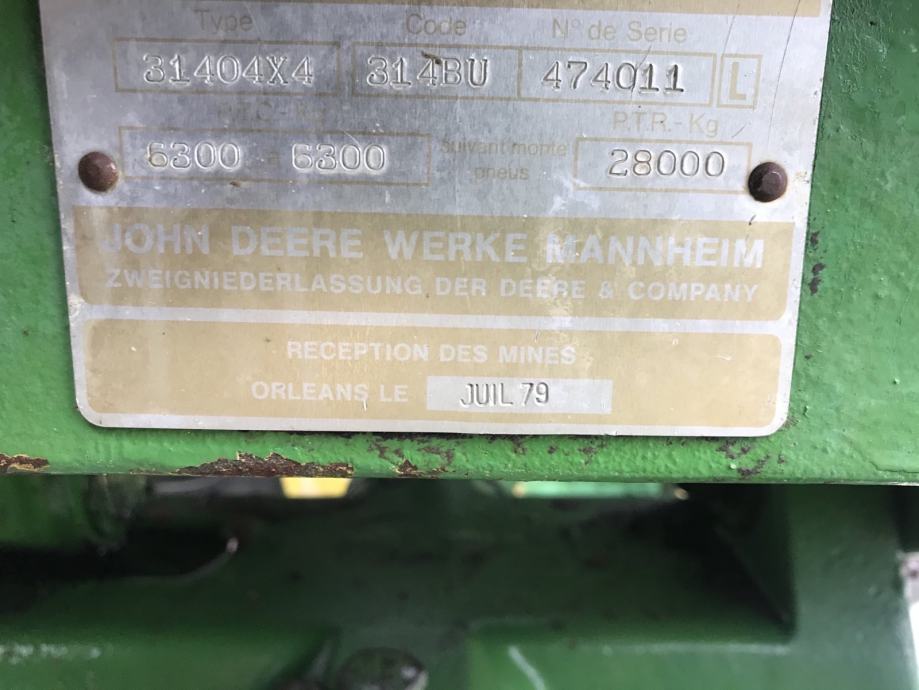 Type Code N° de Serie
31404X4 314BU 474011 L
P.T.R.-Kg
6300 a 6300 suivant monte pneus 28000
JOHN DEERE WERKE MANNHEIM
ZWEIGNIEDERLASSUNG DER DEERE & COMPANY
RECEPTION DES MINES
ORLEANS LE JUIL 79